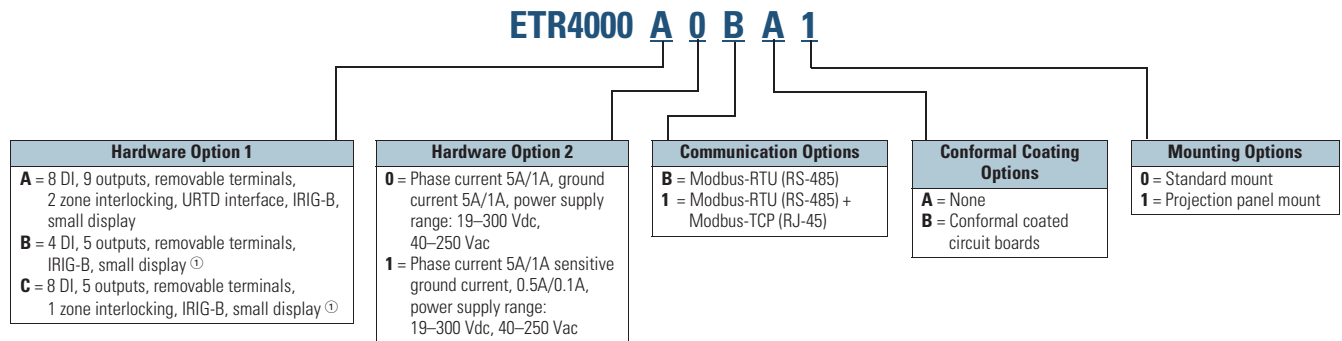 ETR4000 A 0 B A 1
Hardware Option 1
A = 8 DI, 9 outputs, removable terminals,
2 zone interlocking, URTD interface, IRIG-B,
small display
B = 4 DI, 5 outputs, removable terminals,
IRIG-B, small display ①
C = 8 DI, 5 outputs, removable terminals,
1 zone interlocking, IRIG-B, small display ①
Hardware Option 2
0 = Phase current 5A/1A, ground
current 5A/1A, power supply
range: 19–300 Vdc,
40–250 Vac
1 = Phase current 5A/1A sensitive
ground current, 0.5A/0.1A,
power supply range:
19–300 Vdc, 40–250 Vac
Communication Options
B = Modbus-RTU (RS-485)
1 = Modbus-RTU (RS-485) +
Modbus-TCP (RJ-45)
Conformal Coating
Options
A = None
B = Conformal coated
circuit boards
Mounting Options
0 = Standard mount
1 = Projection panel mount